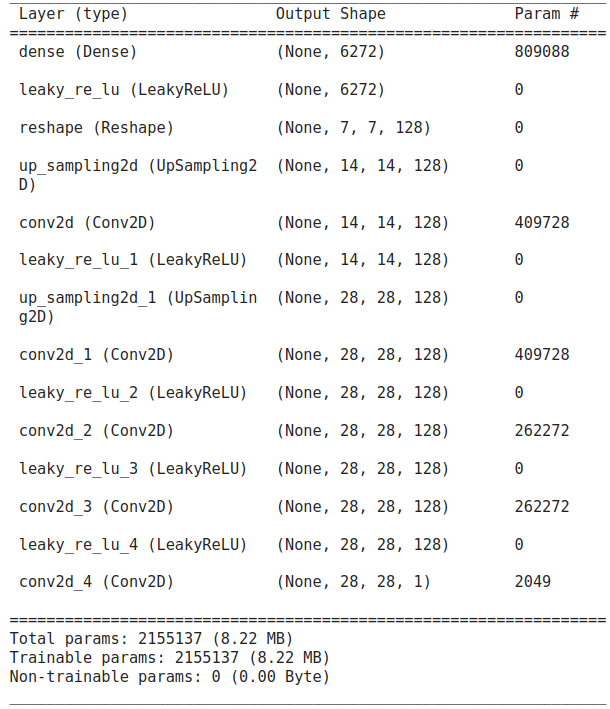 Layer (type) Output Shape Param #
dense (Dense) (None, 6272) 809088
leaky_re_lu (LeakyReLU) (None, 6272) 0
reshape (Reshape) (None, 7, 7, 128) 0
up_sampling2d (UpSampling2 (None, 14, 14, 128) 0
D)
conv2d (Conv2D) (None, 14, 14, 128) 409728
leaky_re_lu_1 (LeakyReLU) (None, 14, 14, 128) 0
up_sampling2d_1 (UpSamplin (None, 28, 28, 128) 0
g2D)
conv2d_1 (Conv2D) (None, 28, 28, 128) 409728
leaky_re_lu_2 (LeakyReLU) (None, 28, 28, 128) 0
conv2d_2 (Conv2D) (None, 28, 28, 128) 262272
leaky_re_lu_3 (LeakyReLU) (None, 28, 28, 128) 0
conv2d_3 (Conv2D) (None, 28, 28, 128) 262272
leaky_re_lu_4 (LeakyReLU) (None, 28, 28, 128) 0
conv2d_4 (Conv2D) (None, 28, 28, 1) 2049
Total params: 2155137 (8.22 MB)
Trainable params: 2155137 (8.22 MB)
Non-trainable params: 0 (0.00 Byte)